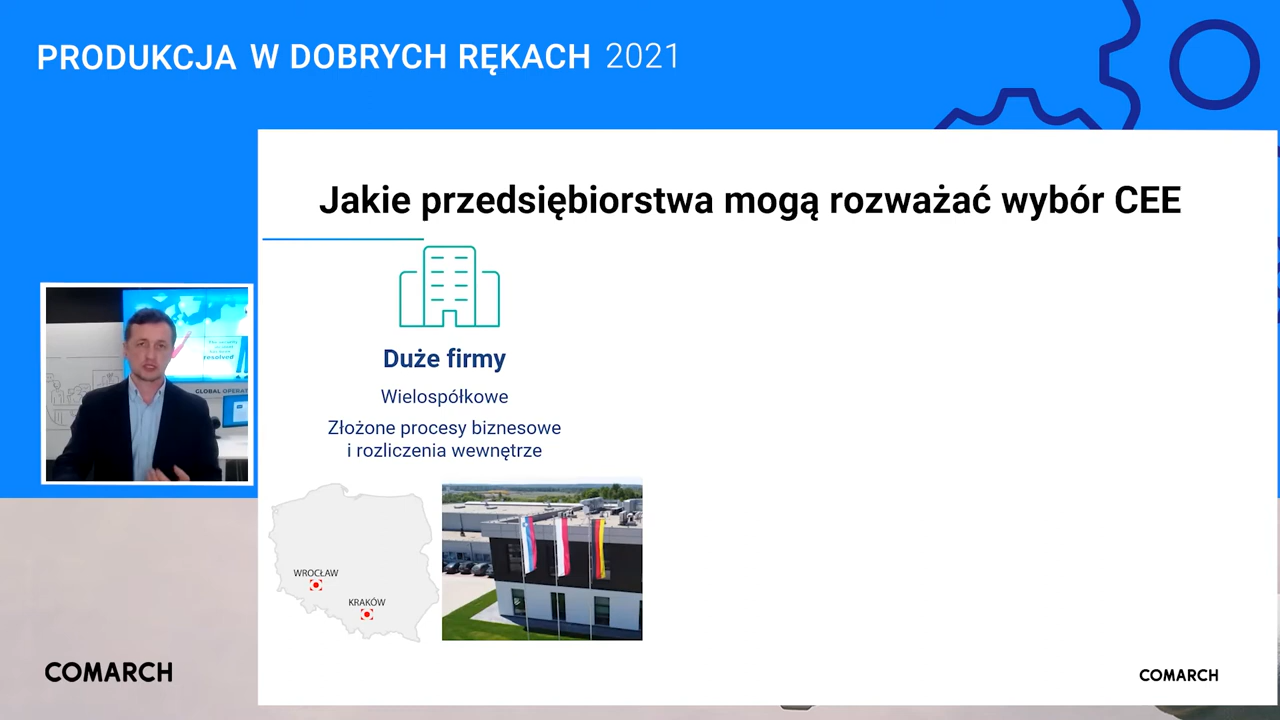 PRODUKCJA W DOBRYCH RĘKACH 2021
Jakie przedsiębiorstwa mogą rozważać wybór CEE
Duże firmy
Wielospółkowe
Złożone procesy biznesowe
i rozliczenia wewnętrze
WROCŁAW
KRAKÓW
resolved
GLOBAL OPERAT
COMARCH
COMARCH